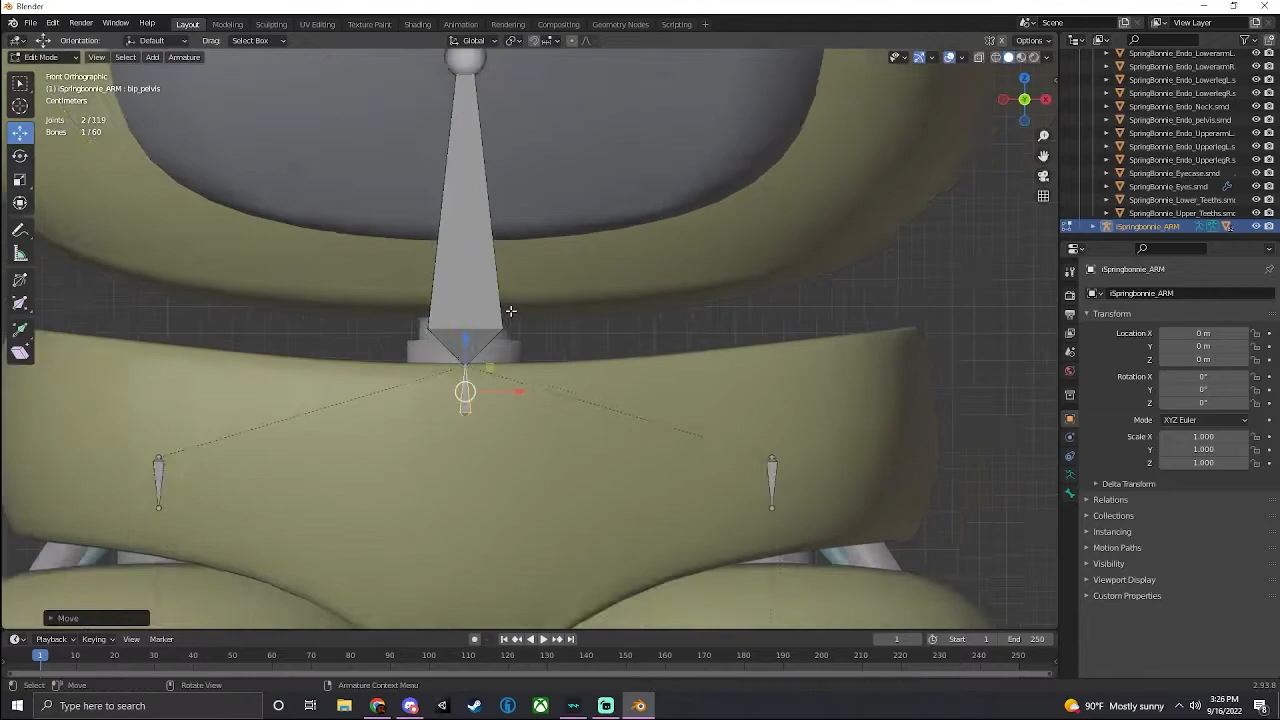 Blender
File Edit Render Window Help Layout Modeling Sculpting UV Editing Texture Paint Shading Animation Rendering Compositing Geometry Nodes Scripting + Scene View Layer
Orientation: Default Drag: Select Box Global Options
Edit Mode View Select Add Armature
Front Orthographic
(1) iSpringbonnie_ARM : bip_pelvis
Centimeters
Joints 2/119
Bones 1/60
SpringBonnie_Endo_LowerarmL.
SpringBonnie_Endo_LowerarmR.
SpringBonnie_Endo_LowerlegL.s
SpringBonnie_Endo_LowerlegR.s
SpringBonnie_Endo_Neck.smd
SpringBonnie_Endo_pelvis.smd
SpringBonnie_Endo_UpperarmL.
SpringBonnie_Endo_UpperlegL.s
SpringBonnie_Endo_UpperlegR.s
SpringBonnie_Eyecase.smd
SpringBonnie_Eyes.smd
SpringBonnie_Lower_Teeth.smc
SpringBonnie_Upper_Teeth.smc
iSpringbonnie_ARM
iSpringbonnie_ARM
iSpringbonnie_ARM
Transform
Location X 0 m
Y 0 m
Z 0 m
Rotation X 0°
Y 0°
Z 0°
Mode XYZ Euler
Scale X 1.000
Y 1.000
Z 1.000
Delta Transform
Relations
Collections
Instancing
Motion Paths
Visibility
Viewport Display
Custom Properties
Move
Playback Keying View Marker 1 Start 1 End 250
1 10 20 30 40 50 60 70 80 90 100 110 120 130 140 150 160 170 180 190 200 210 220 230 240 250
Select Move Rotate View Armature Context Menu 2.93.8
Type here to search 90°F Mostly sunny 3:26 PM
9/16/2022